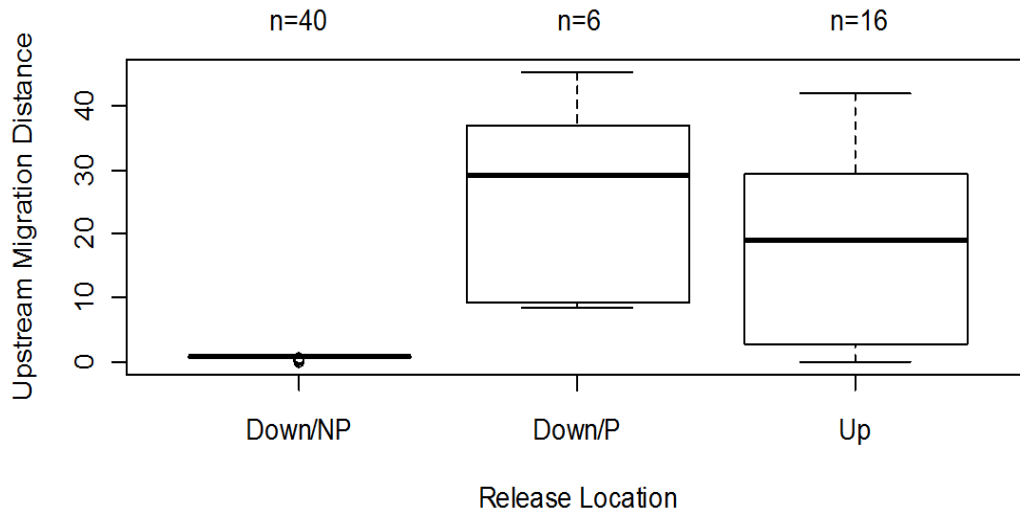 n=40 n=6 n=16
Upstream Migration Distance
40
30
20
10
0
Down/NP Down/P Up
Release Location